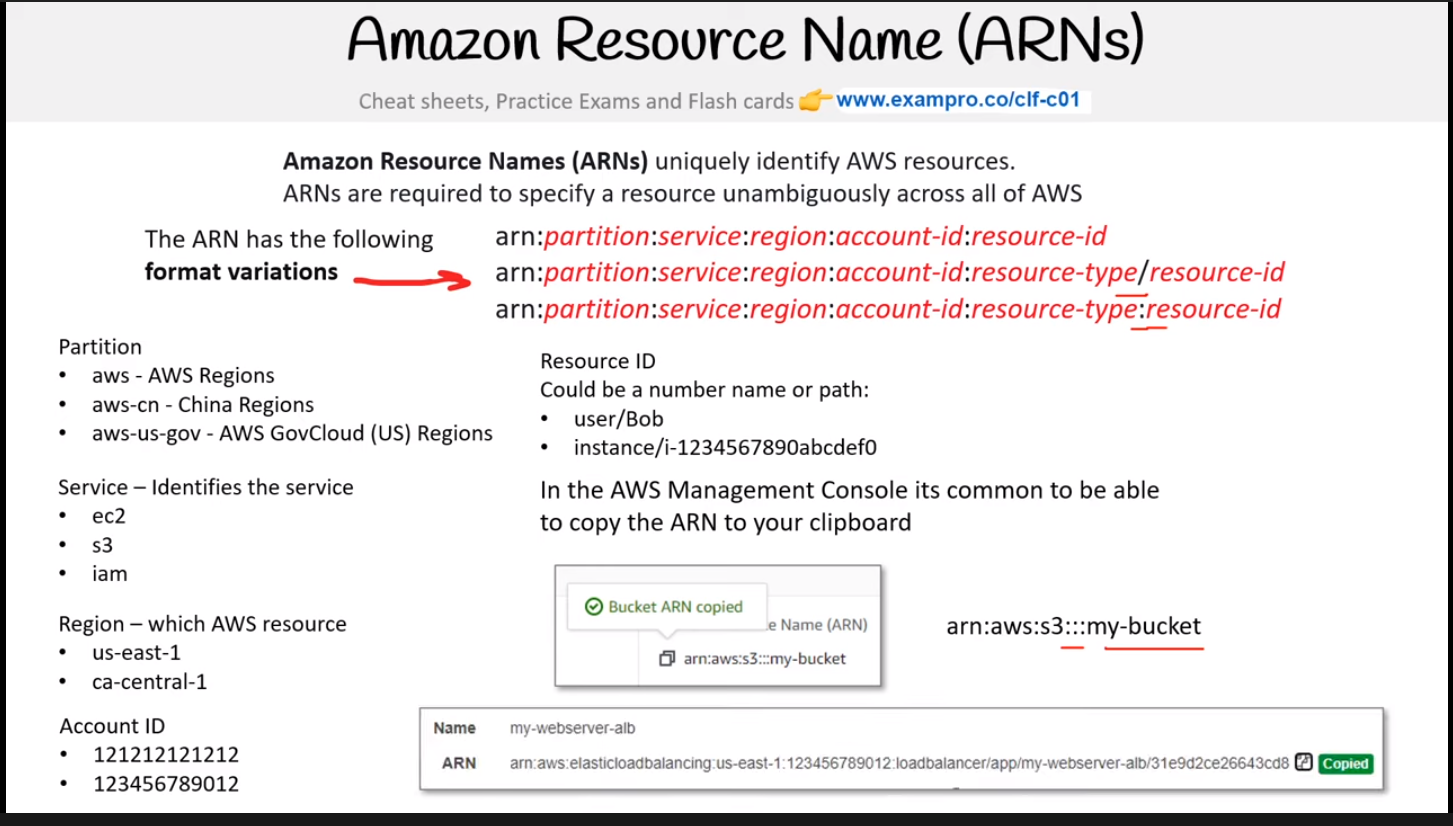 Amazon Resource Name (ARNs)
Cheat sheets, Practice Exams and Flash cards 👉 www.exampro.co/clf-c01
Amazon Resource Names (ARNs) uniquely identify AWS resources.
ARNs are required to specify a resource unambiguously across all of AWS
The ARN has the following
format variations
arn:partition:service:region:account-id:resource-id
arn:partition:service:region:account-id:resource-type/resource-id
arn:partition:service:region:account-id:resource-type:resource-id
Partition
• aws - AWS Regions
• aws-cn - China Regions
• aws-us-gov - AWS GovCloud (US) Regions
Service – Identifies the service
• ec2
• s3
• iam
Region – which AWS resource
• us-east-1
• ca-central-1
Account ID
• 121212121212
• 123456789012
Resource ID
Could be a number name or path:
• user/Bob
• instance/i-1234567890abcdef0
In the AWS Management Console its common to be able
to copy the ARN to your clipboard
Bucket ARN copied
e Name (ARN)
arn:aws:s3:::my-bucket
arn:aws:s3:::my-bucket
Name my-webserver-alb
ARN arn:aws:elasticloadbalancing:us-east-1:123456789012:loadbalancer/app/my-webserver-alb/31e9d2ce26643cd8 Copied